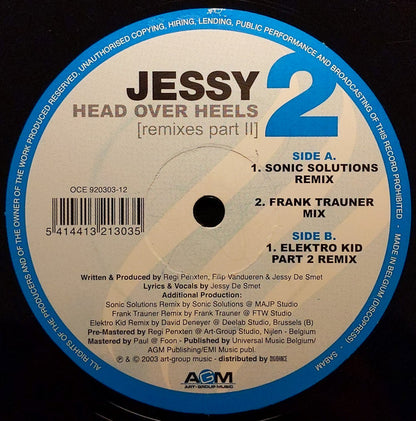 ALL RIGHTS OF THE PRODUCERS AND OF THE OWNER OF THE WORK PRODUCED RESERVED, UNAUTHORISED COPYING, HIRING, LENDING, PUBLIC PERFORMANCE AND BROADCASTING OF THIS RECORD PROHIBITED - MADE IN BELGIUM (DISCOPRESS) - SABAM
JESSY 2
HEAD OVER HEELS
[remixes part II]
OCE 920303-12
5 414413 213035
SIDE A.
1. SONIC SOLUTIONS
REMIX
2. FRANK TRAUNER
MIX
SIDE B.
1. ELEKTRO KID
PART 2 REMIX
Written & Produced by Regi Penxten, Filip Vandueren & Jessy De Smet
Lyrics & Vocals by Jessy De Smet
Additional Production:
Sonic Solutions Remix by Sonic Solutions @ MAJP Studio
Frank Trauner Remix by Frank Trauner @ FTW Studio
Elektro Kid Remix by David Deneyer @ Deelab Studio, Brussels (B)
Pre-Mastered by Regi Penxten @ Art-Group Studio, Nijlen - Belgium
Mastered by Paul @ Foon - Published by Universal Music Belgium/
AGM Publishing/EMI Music publ.
℗ & © 2003 art-group music - distributed by DIG!DANCE
AGM
ART-GROUP-MUSIC